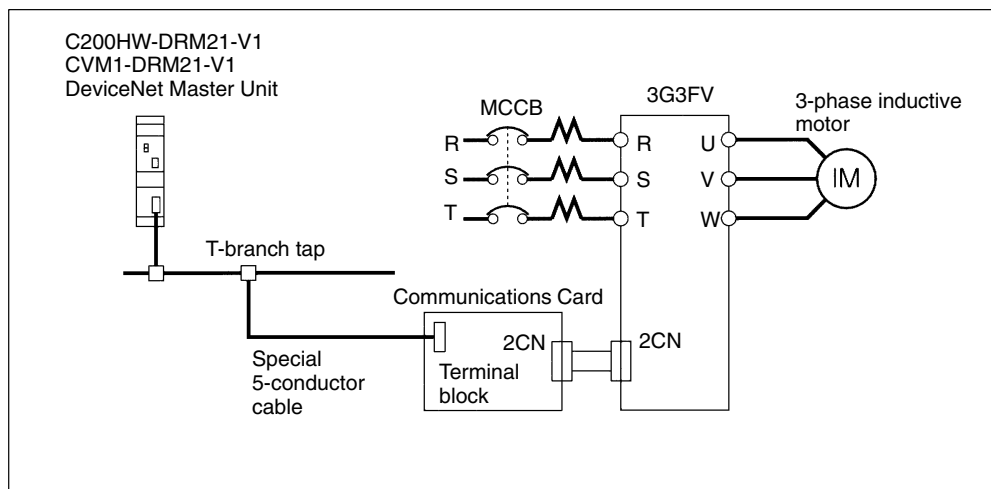 C200HW-DRM21-V1
CVM1-DRM21-V1
DeviceNet Master Unit
MCCB
3G3FV
3-phase inductive
motor
R
R
U
S
S
V
IM
T
T
W
T-branch tap
Communications Card
2CN
2CN
Special
5-conductor
cable
Terminal
block